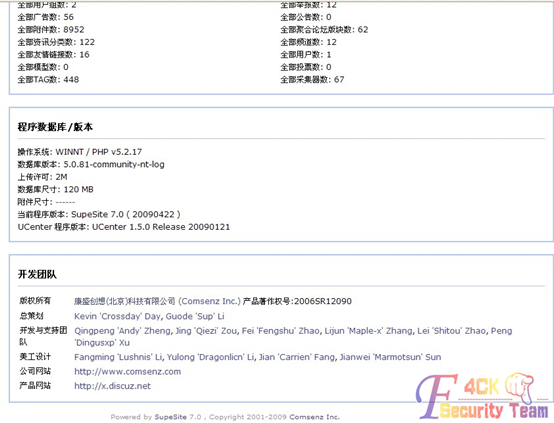 全部用户组数: 2
全部举报数: 12
全部广告数: 56
全部公告数: 0
全部附件数: 8952
全部聚合论坛版块数: 62
全部资讯分类数: 122
全部频道数: 12
全部友情链接数: 16
全部用户数: 1
全部模型数: 0
全部投票数: 0
全部TAG数: 448
全部采集器数: 67
程序数据库/版本
操作系统: WINNT / PHP v5.2.17
数据库版本: 5.0.81-community-nt-log
上传许可: 2M
数据库尺寸: 120 MB
附件尺寸: ------
当前程序版本: SupeSite 7.0 ( 20090422 )
UCenter 程序版本: UCenter 1.5.0 Release 20090121
开发团队
版权所有 康盛创想(北京)科技有限公司 (Comsenz Inc.) 产品著作权号:2006SR12090
总策划 Kevin 'Crossday' Day, Guode 'Sup' Li
开发与支持团队 Qingpeng 'Andy' Zheng, Jing 'Qiezi' Zou, Fei 'Fengshu' Zhao, Lijun 'Maple-x' Zhang, Lei 'Shitou' Zhao, Peng 'Dingusxp' Xu
美工设计 Fangming 'Lushnis' Li, Yulong 'Dragonlicn' Li, Jian 'Carrien' Fang, Jianwei 'Marmotsun' Sun
公司网站 http://www.comsenz.com
产品网站 http://x.discuz.net
Powered by SupeSite 7.0 , Copyright 2001-2009 Comsenz Inc.
F4CK
Security Team